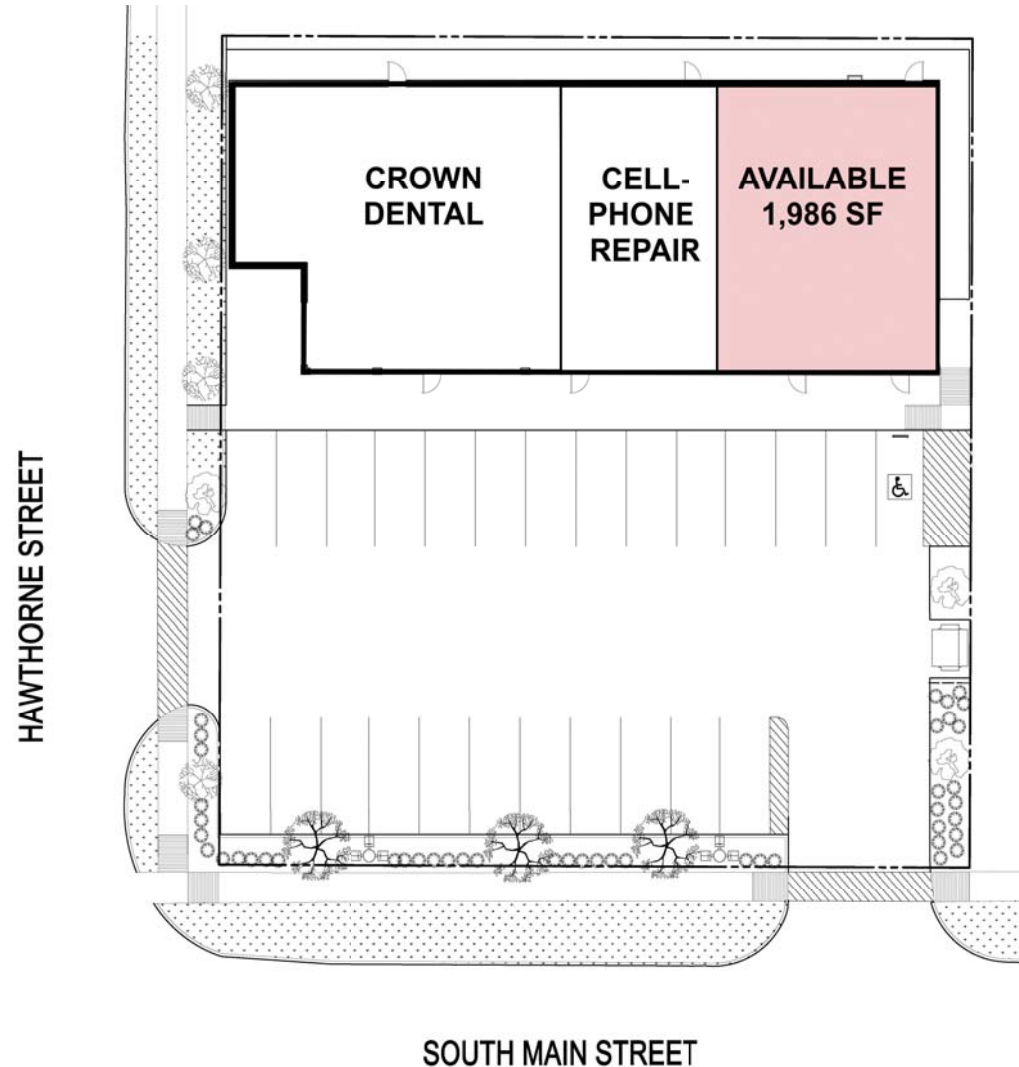 CROWN
DENTAL
CELL-
PHONE
REPAIR
AVAILABLE
1,986 SF
HAWTHORNE STREET
SOUTH MAIN STREET